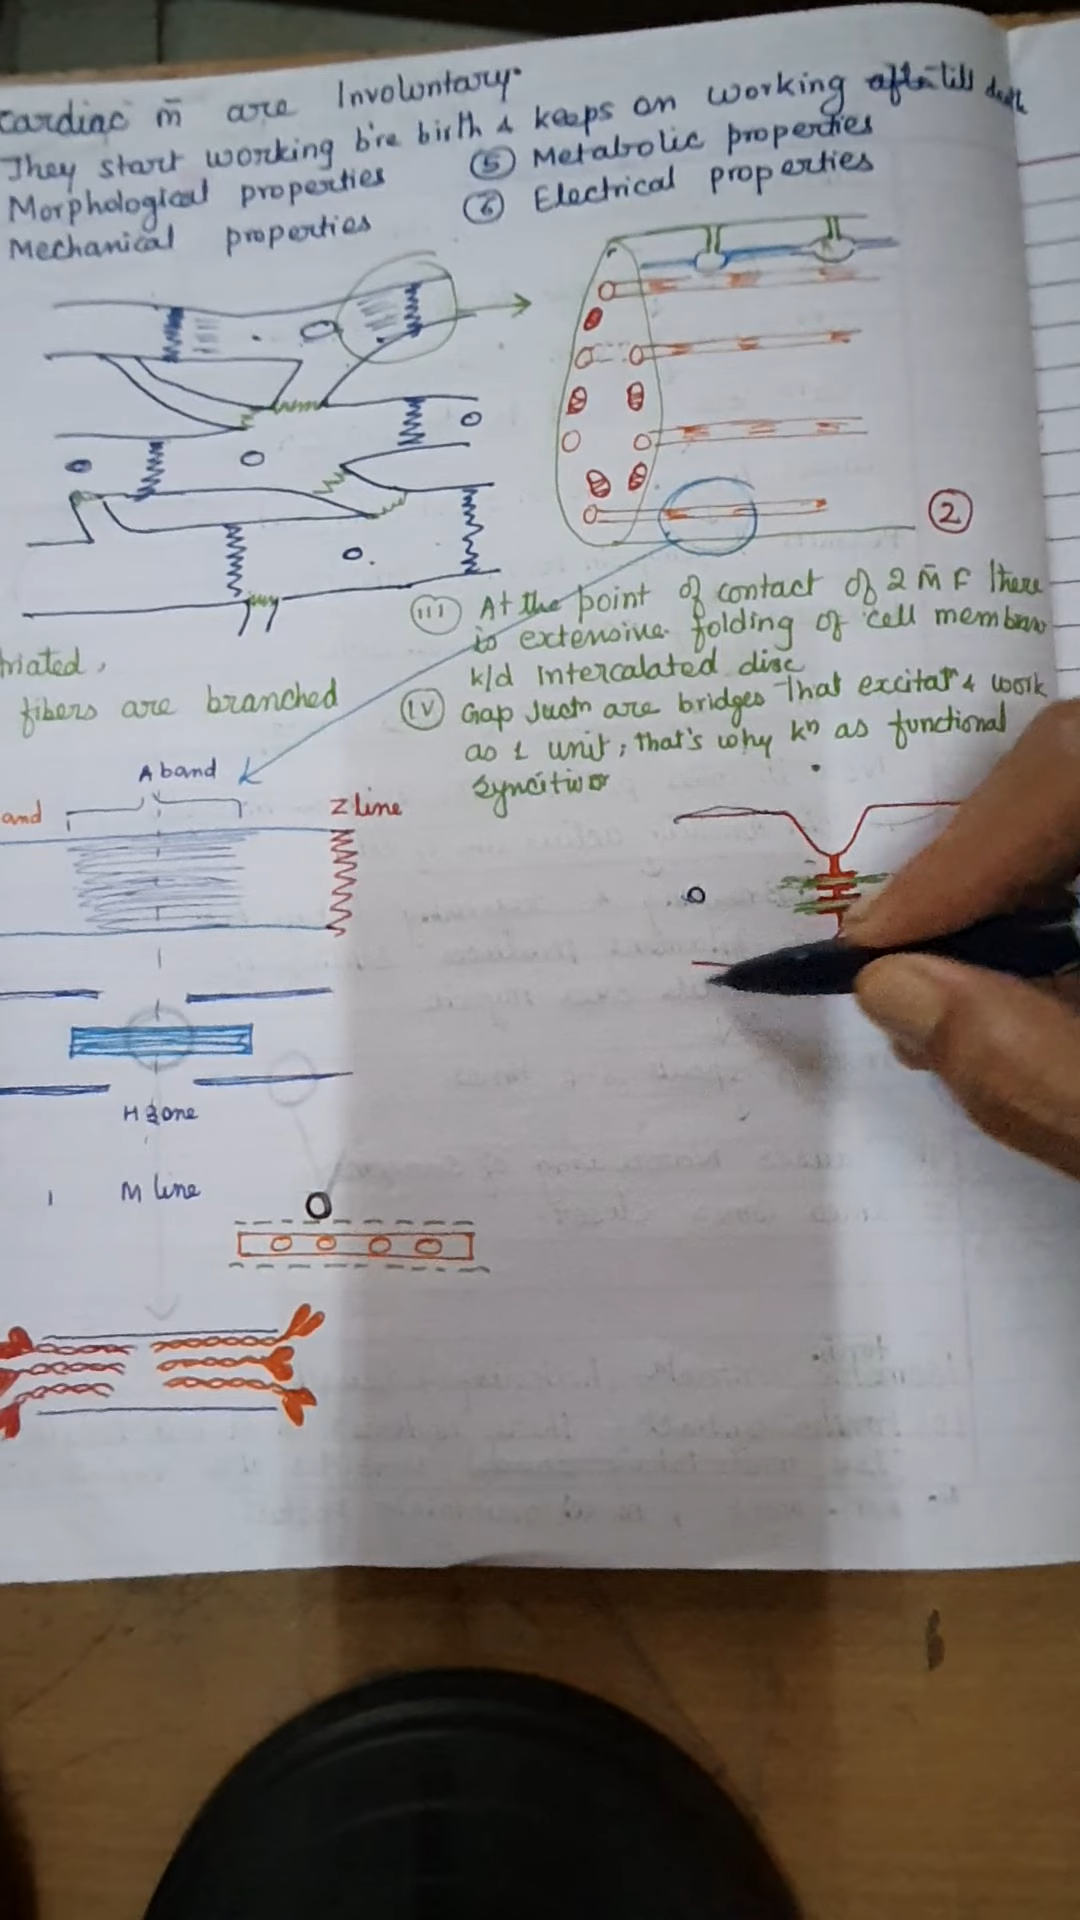 Cardiac m̄ are Involuntary.
They start working b're birth & keeps on working after till death
Morphological properties
⑤ Metabolic properties
Mechanical properties
⑥ Electrical properties
②
III) At the point of contact of 2 m̄ F there
is extensive folding of cell membran
k/d Intercalated disc
IV) Gap Juctn are bridges That excitat & work
as 1 unit, that's why kn as functional
syncitium
triated,
fibers are branched
A band
and
Z line
H zone
M line